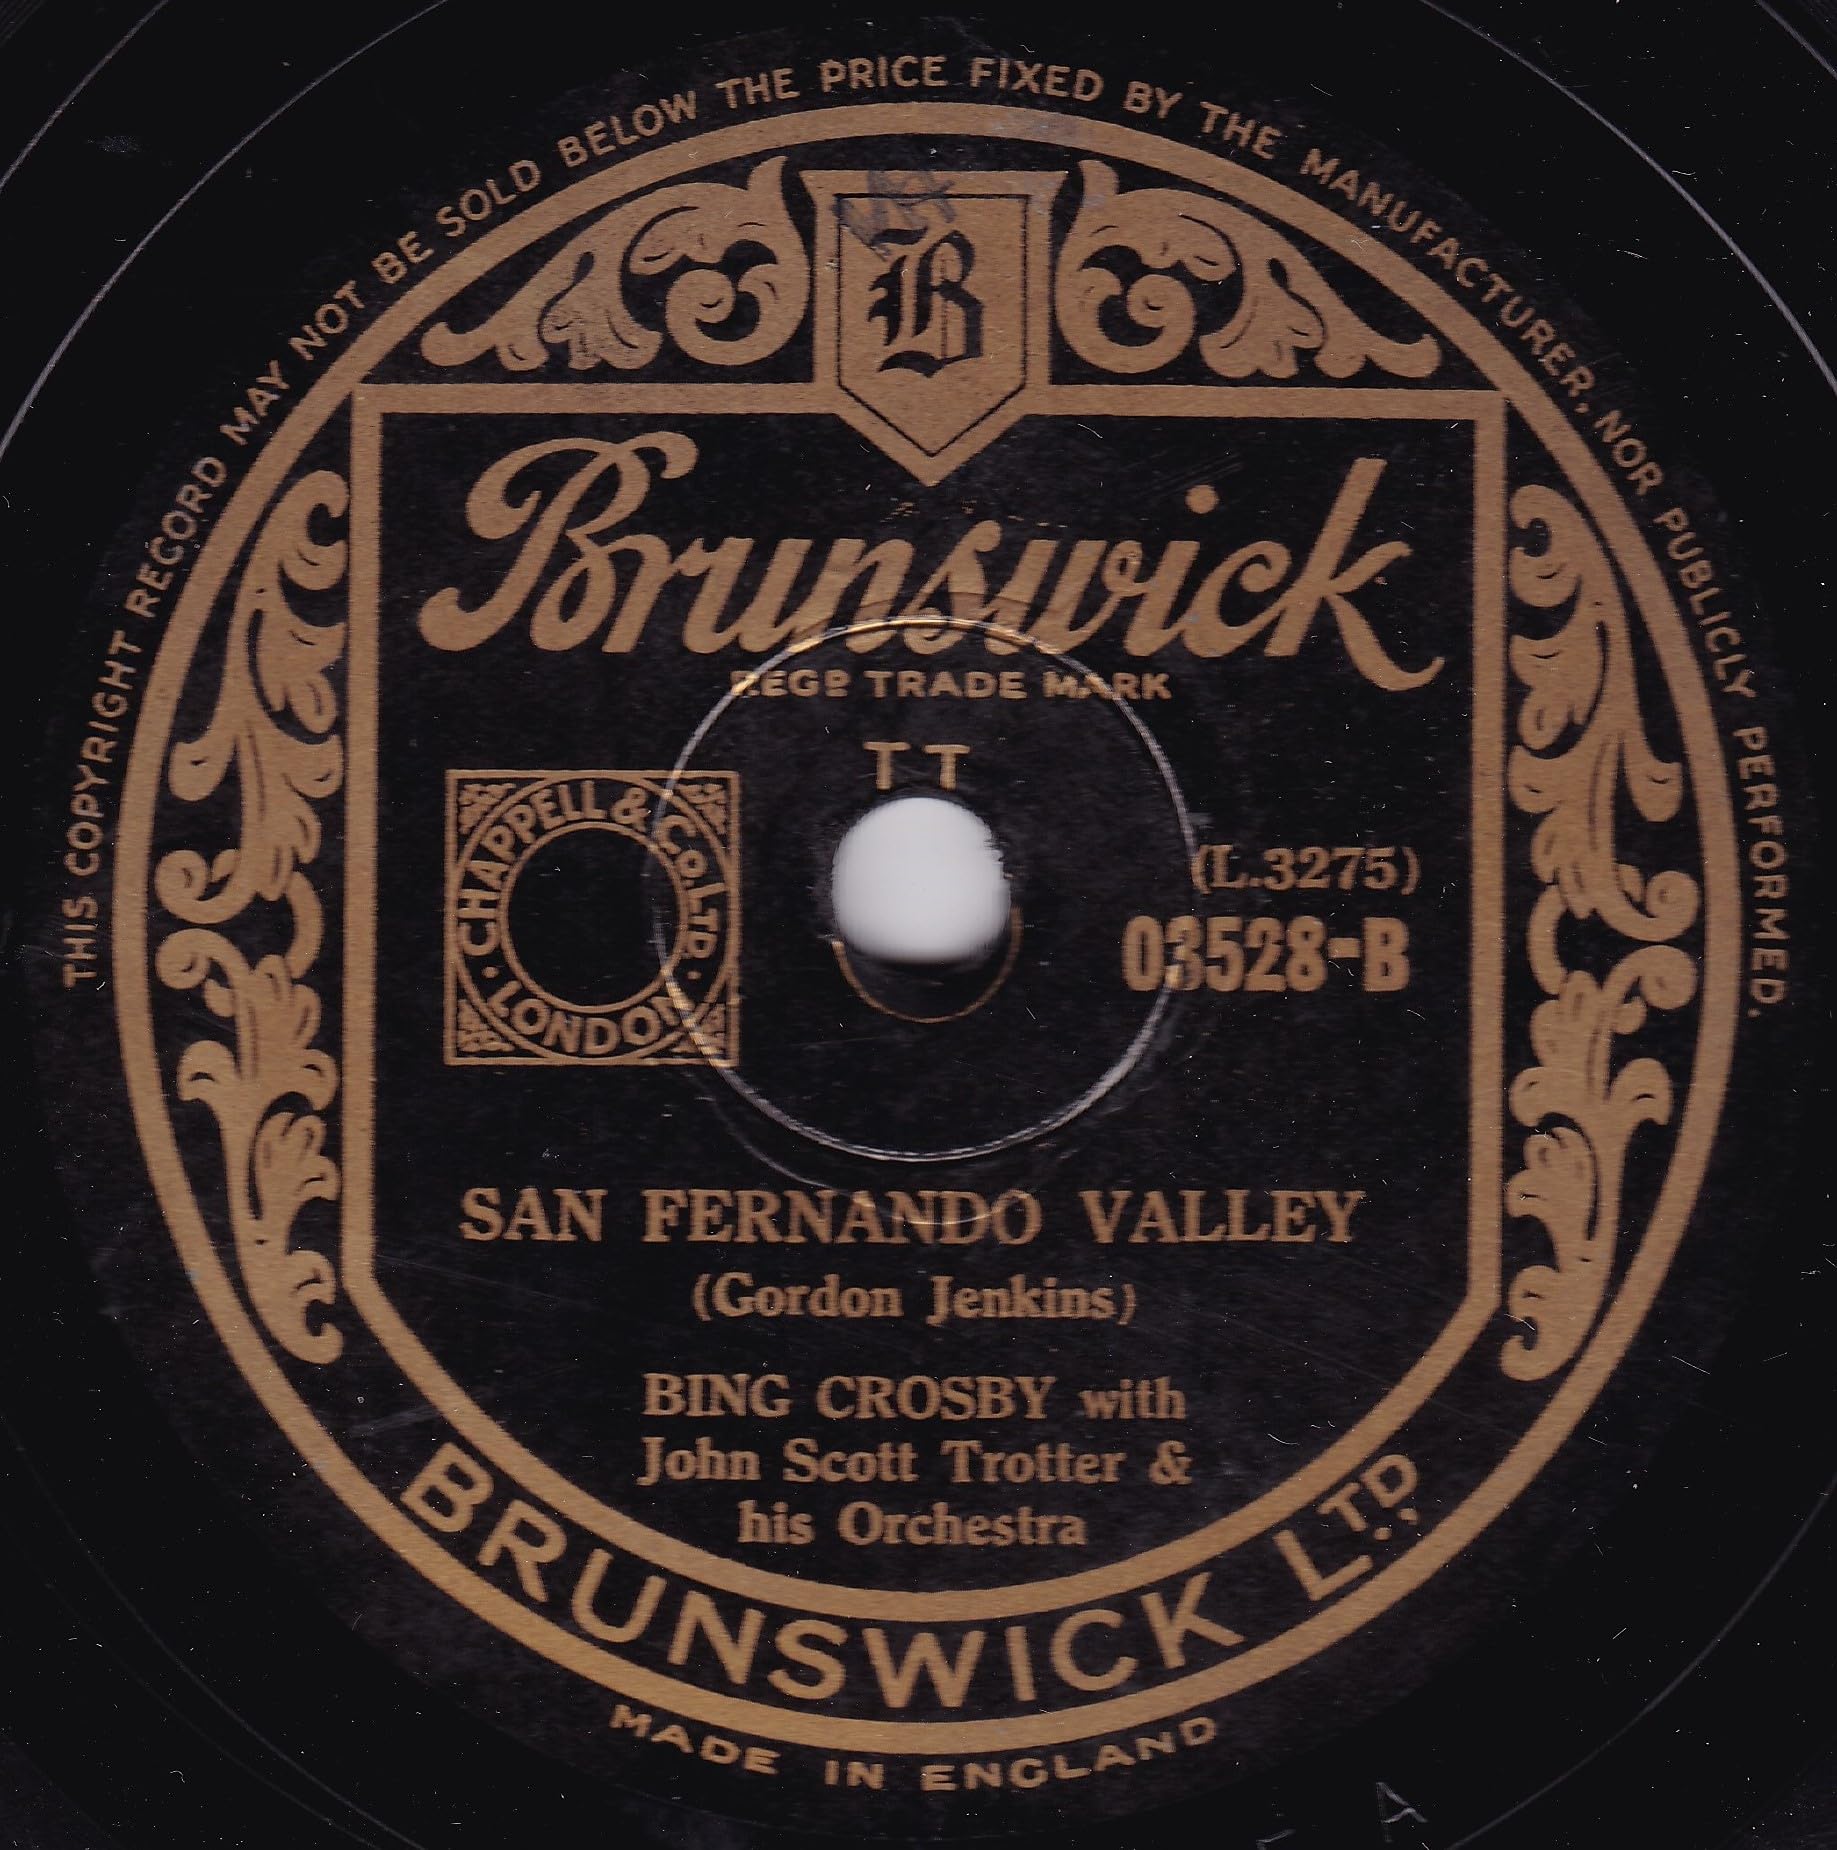 THIS COPYRIGHT RECORD MAY NOT BE SOLD BELOW THE PRICE FIXED BY THE MANUFACTURER, NOR PUBLICLY PERFORMED.
B
Brunswick
REGD TRADE MARK
TT
CHAPPELL & Co. LTD.
· LONDON ·
(L.3275)
03528-B
SAN FERNANDO VALLEY
(Gordon Jenkins)
BING CROSBY with
John Scott Trotter &
his Orchestra
BRUNSWICK LTD.,
MADE IN ENGLAND
A